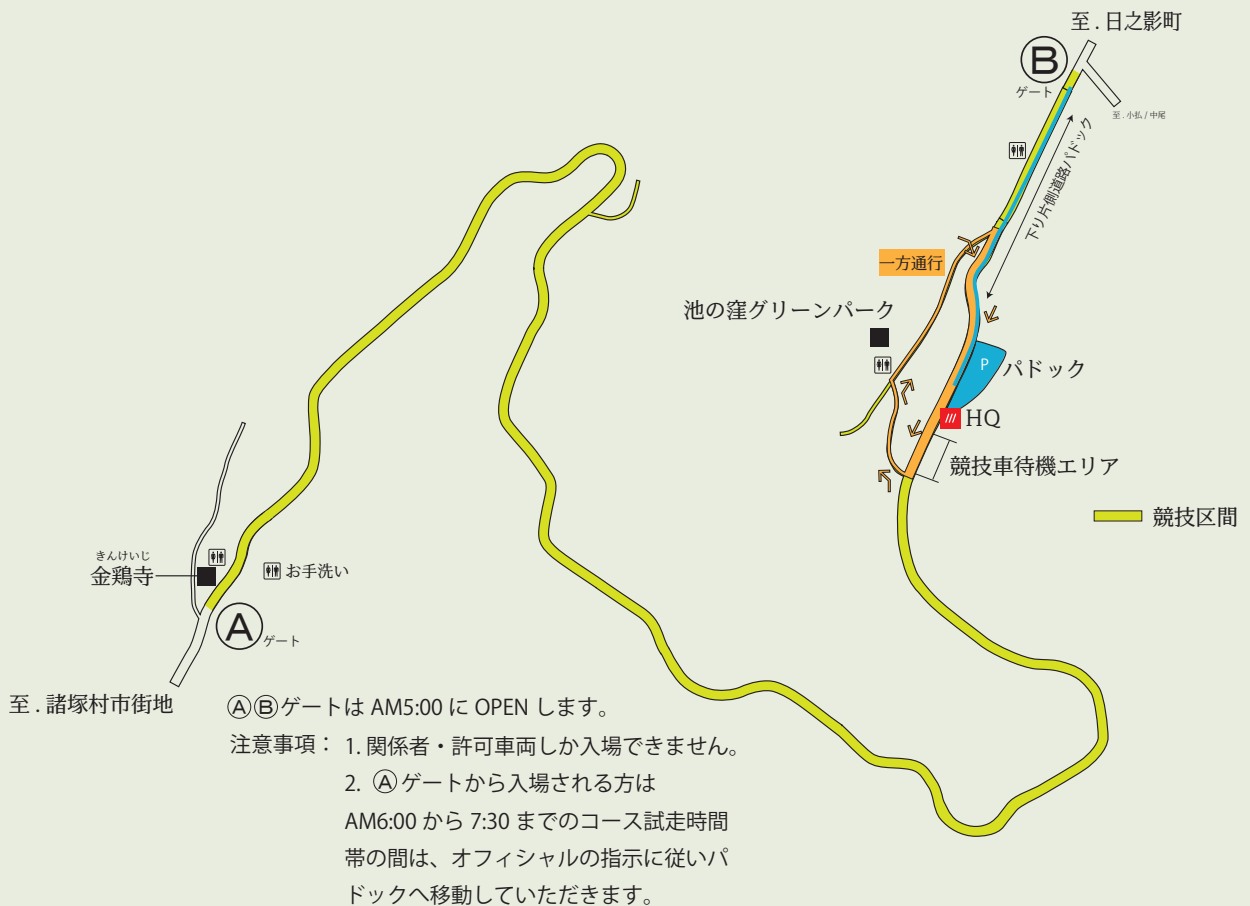 至 . 日之影町
B
ゲート
至 . 小払 / 中尾
下り片側道路パドック
一方通行
池の窪グリーンパーク
P
パドック
HQ
競技車待機エリア
競技区間
きんけいじ
金鶏寺
お手洗い
A
ゲート
至 . 諸塚村市街地
ⒶⒷゲートは AM5:00 に OPEN します。
注意事項： 1. 関係者・許可車両しか入場できません。
2. Ⓐゲートから入場される方は
AM6:00 から 7:30 までのコース試走時間
帯の間は、オフィシャルの指示に従いパ
ドックへ移動していただきます。